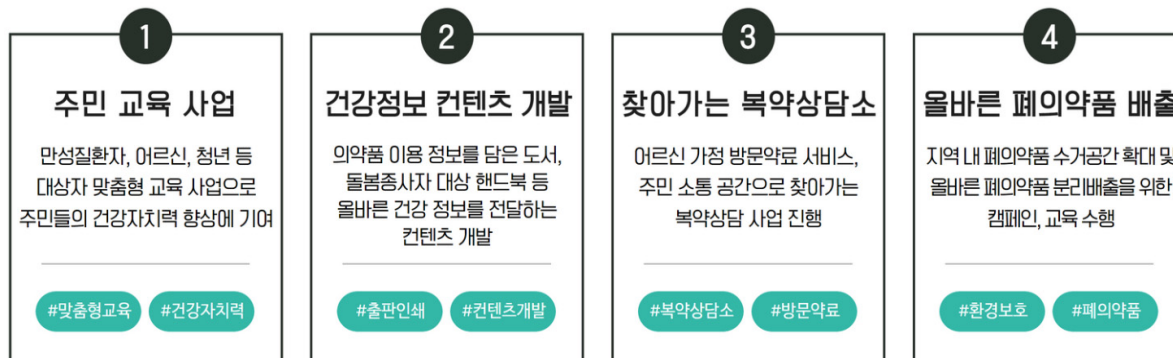 1
주민 교육 사업
만성질환자, 어르신, 청년 등
대상자 맞춤형 교육 사업으로
주민들의 건강자치력 향상에 기여
#맞춤형교육 #건강자치력
2
건강정보 컨텐츠 개발
의약품 이용 정보를 담은 도서,
돌봄종사자 대상 핸드북 등
올바른 건강 정보를 전달하는
컨텐츠 개발
#출판인쇄 #컨텐츠개발
3
찾아가는 복약상담소
어르신 가정 방문약료 서비스,
주민 소통 공간으로 찾아가는
복약상담 사업 진행
#복약상담소 #방문약료
4
올바른 폐의약품 배출
지역 내 폐의약품 수거공간 확대 및
올바른 폐의약품 분리배출을 위한
캠페인, 교육 수행
#환경보호 #폐의약품